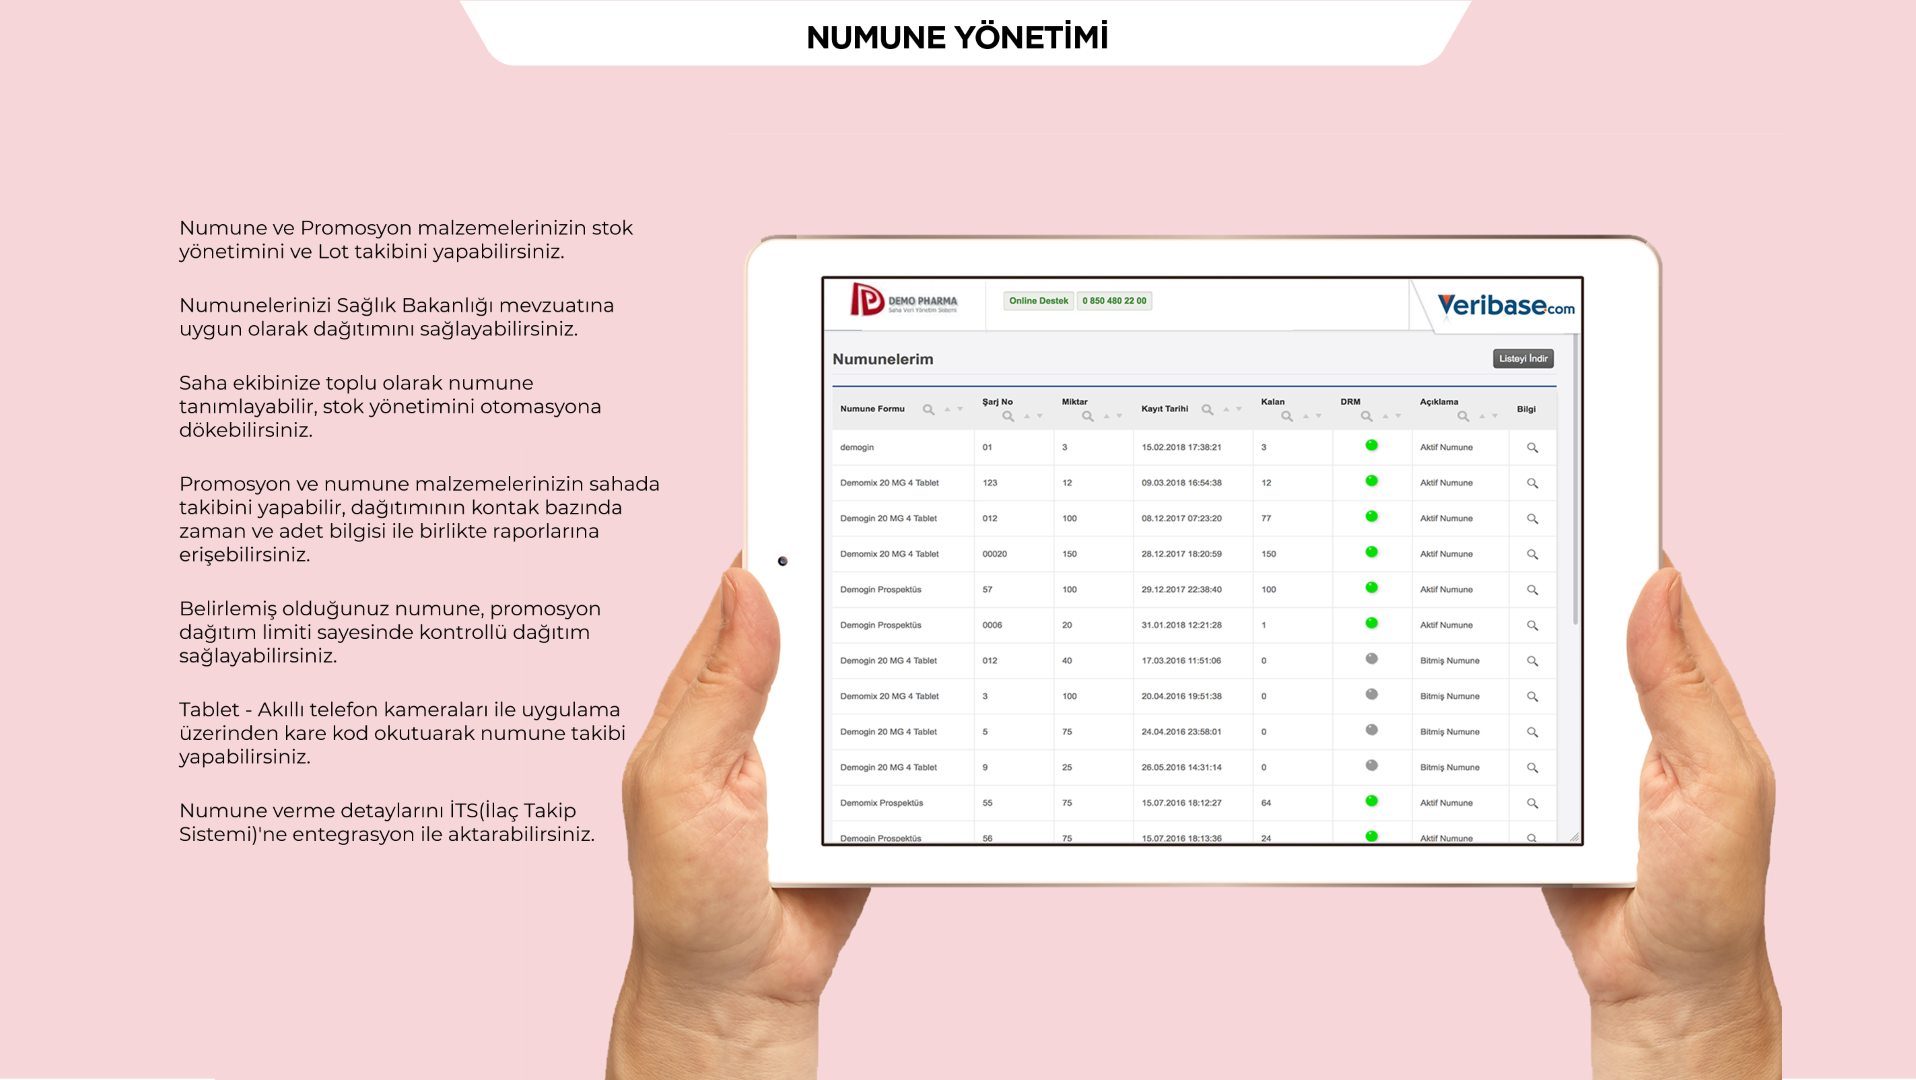 NUMUNE YÖNETİMİ
Numune ve Promosyon malzemelerinizin stok
yönetimini ve Lot takibini yapabilirsiniz.
Numunelerinizi Sağlık Bakanlığı mevzuatına
uygun olarak dağıtımını sağlayabilirsiniz.
Saha ekibinize toplu olarak numune
tanımlayabilir, stok yönetimini otomasyona
dökebilirsiniz.
Promosyon ve numune malzemelerinizin sahada
takibini yapabilir, dağıtımının kontak bazında
zaman ve adet bilgisi ile birlikte raporlarına
erişebilirsiniz.
Belirlemiş olduğunuz numune, promosyon
dağıtım limiti sayesinde kontrollü dağıtım
sağlayabilirsiniz.
Tablet - Akıllı telefon kameraları ile uygulama
üzerinden kare kod okutuarak numune takibi
yapabilirsiniz.
Numune verme detaylarını İTS(İlaç Takip
Sistemi)'ne entegrasyon ile aktarabilirsiniz.
DEMO PHARMA
Saha Veri Yönetim Sistemi
Online Destek 0 850 480 22 00
Veribase.com
Numunelerim
Listeyi İndir
Numune Formu Şarj No Miktar Kayıt Tarihi Kalan DRM Açıklama Bilgi
demogin 01 3 15.02.2018 17:38:21 3 Aktif Numune
Demomix 20 MG 4 Tablet 123 12 09.03.2018 16:54:38 12 Aktif Numune
Demogin 20 MG 4 Tablet 012 100 08.12.2017 07:23:20 77 Aktif Numune
Demomix 20 MG 4 Tablet 00020 150 28.12.2017 18:20:59 150 Aktif Numune
Demogin Prospektüs 57 100 29.12.2017 22:38:40 100 Aktif Numune
Demogin Prospektüs 0006 20 31.01.2018 12:21:28 1 Aktif Numune
Demogin 20 MG 4 Tablet 012 40 17.03.2016 11:51:06 0 Bitmiş Numune
Demomix 20 MG 4 Tablet 3 100 20.04.2016 19:51:38 0 Bitmiş Numune
Demogin 20 MG 4 Tablet 5 75 24.04.2016 23:58:01 0 Bitmiş Numune
Demogin 20 MG 4 Tablet 9 25 26.05.2016 14:31:14 0 Bitmiş Numune
Demomix Prospektüs 55 75 15.07.2016 18:12:27 64 Aktif Numune
Demogin Prospektüs 56 75 15.07.2016 18:13:36 24 Aktif Numune